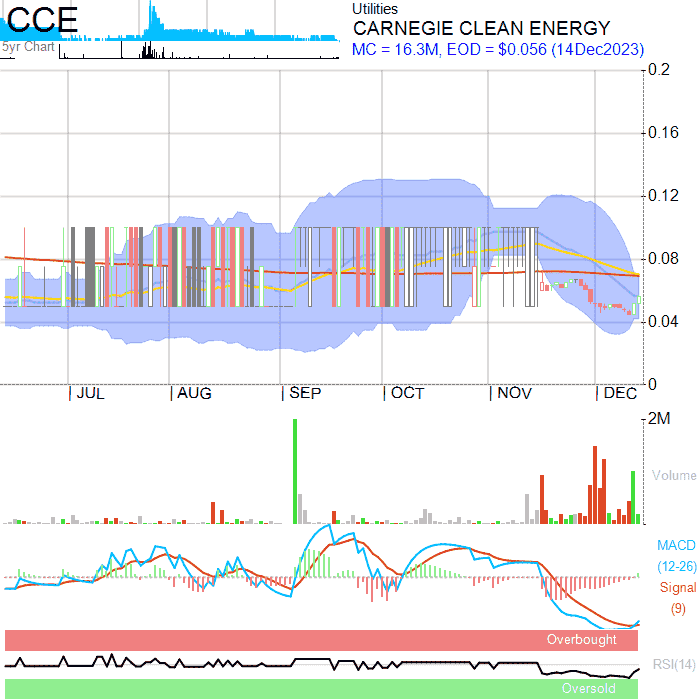 CCE
5yr Chart
Utilities
CARNEGIE CLEAN ENERGY
MC = 16.3M, EOD = $0.056 (14Dec2023)
0.2
0.16
0.12
0.08
0.04
0
JUL AUG SEP OCT NOV DEC
2M
Volume
MACD
(12-26)
Signal
(9)
Overbought
RSI(14)
Oversold